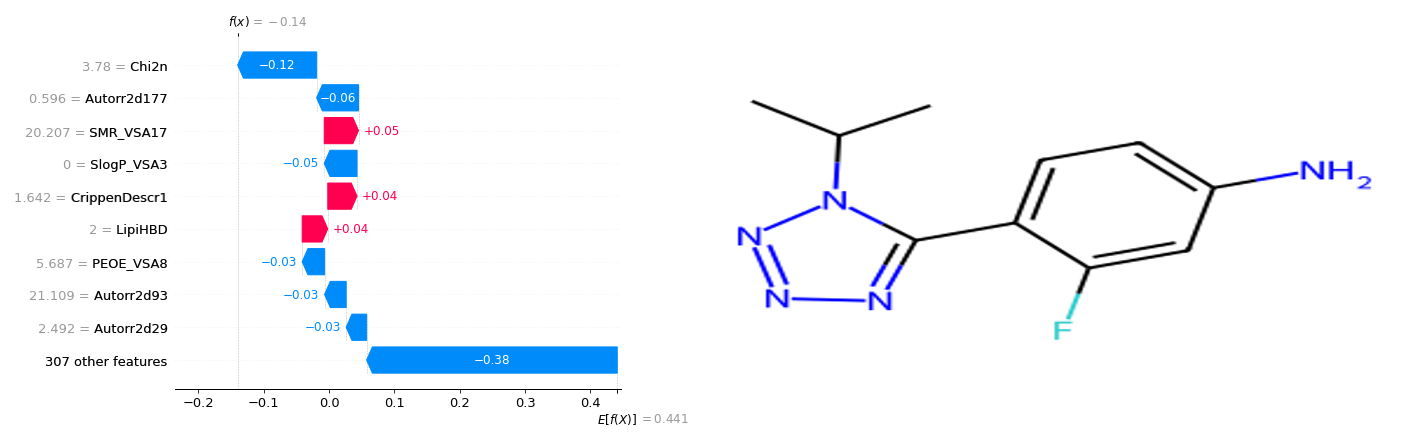 f(x) = −0.14
3.78 = Chi2n
−0.12
0.596 = Autorr2d177
−0.06
20.207 = SMR_VSA17
+0.05
0 = SlogP_VSA3
−0.05
1.642 = CrippenDescr1
+0.04
2 = LipiHBD
+0.04
5.687 = PEOE_VSA8
−0.03
21.109 = Autorr2d93
−0.03
2.492 = Autorr2d29
−0.03
307 other features
−0.38
−0.2 −0.1 0.0 0.1 0.2 0.3 0.4
E[f(X)] = 0.441
NH2
N
N
N N
F